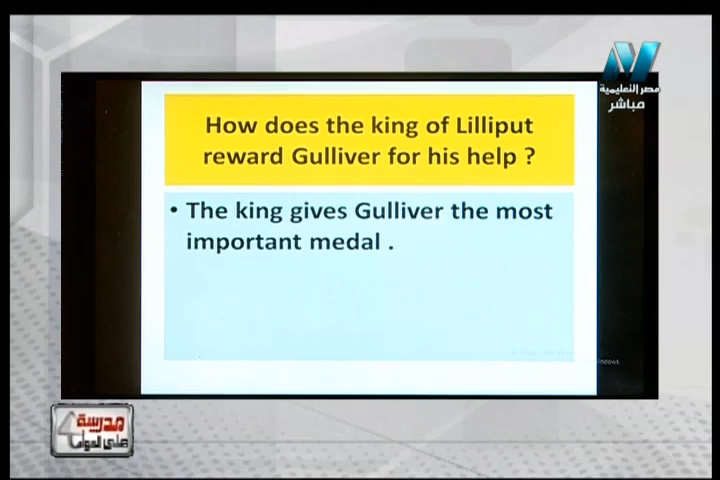 مصر التعليمية
مباشر
How does the king of Lilliput
reward Gulliver for his help ?
• The king gives Gulliver the most
important medal .
مدرسة
على الهواء